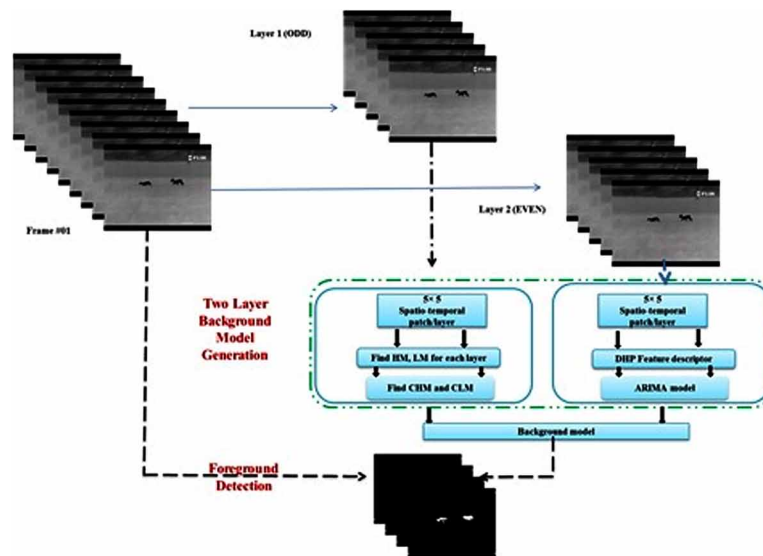 Layer 1 (ODD)
Frame #01
Layer 2 (EVEN)
Two Layer
Background
Model
Generation
5× 5
Spatio-temporal
patch/layer
Find HM, LM for each layer
Find CHM and CLM
5× 5
Spatio-temporal
patch/layer
DHP Feature descriptor
ARIMA model
Background model
Foreground
Detection